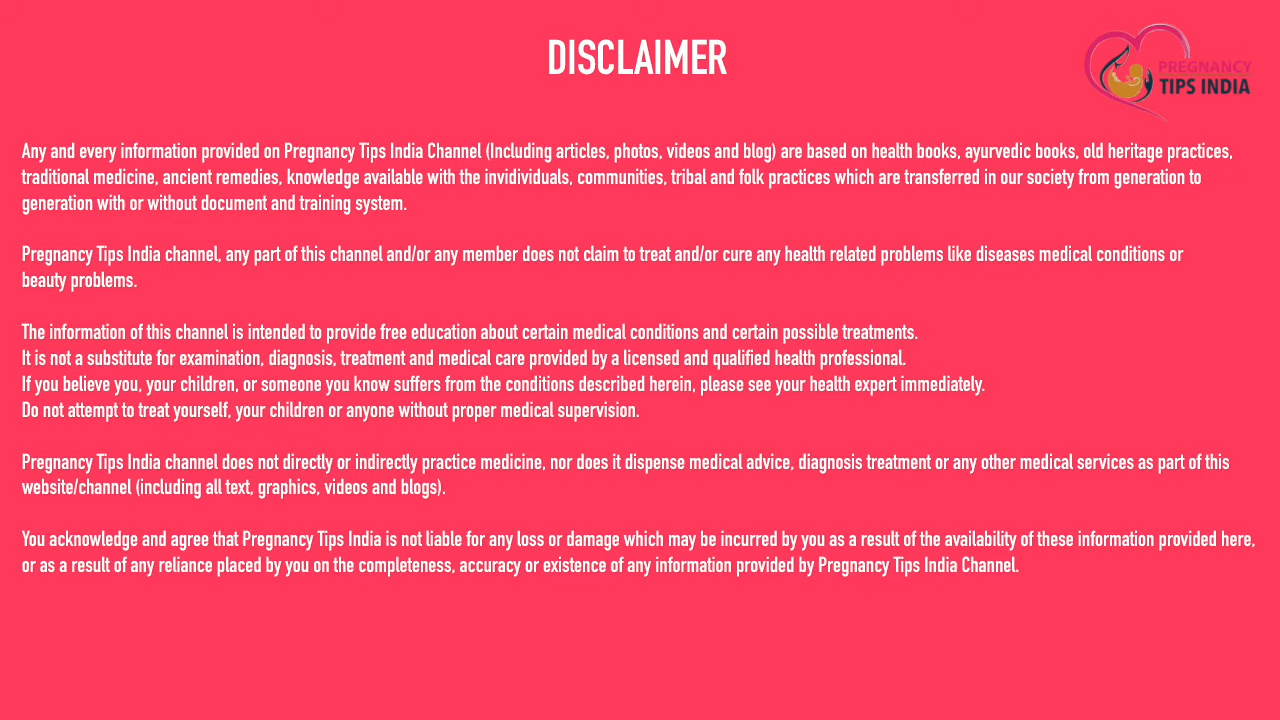 DISCLAIMER
PREGNANCY
TIPS INDIA
Any and every information provided on Pregnancy Tips India Channel (Including articles, photos, videos and blog) are based on health books, ayurvedic books, old heritage practices,
traditional medicine, ancient remedies, knowledge available with the invidividuals, communities, tribal and folk practices which are transferred in our society from generation to
generation with or without document and training system.
Pregnancy Tips India channel, any part of this channel and/or any member does not claim to treat and/or cure any health related problems like diseases medical conditions or
beauty problems.
The information of this channel is intended to provide free education about certain medical conditions and certain possible treatments.
It is not a substitute for examination, diagnosis, treatment and medical care provided by a licensed and qualified health professional.
If you believe you, your children, or someone you know suffers from the conditions described herein, please see your health expert immediately.
Do not attempt to treat yourself, your children or anyone without proper medical supervision.
Pregnancy Tips India channel does not directly or indirectly practice medicine, nor does it dispense medical advice, diagnosis treatment or any other medical services as part of this
website/channel (including all text, graphics, videos and blogs).
You acknowledge and agree that Pregnancy Tips India is not liable for any loss or damage which may be incurred by you as a result of the availability of these information provided here,
or as a result of any reliance placed by you on the completeness, accuracy or existence of any information provided by Pregnancy Tips India Channel.